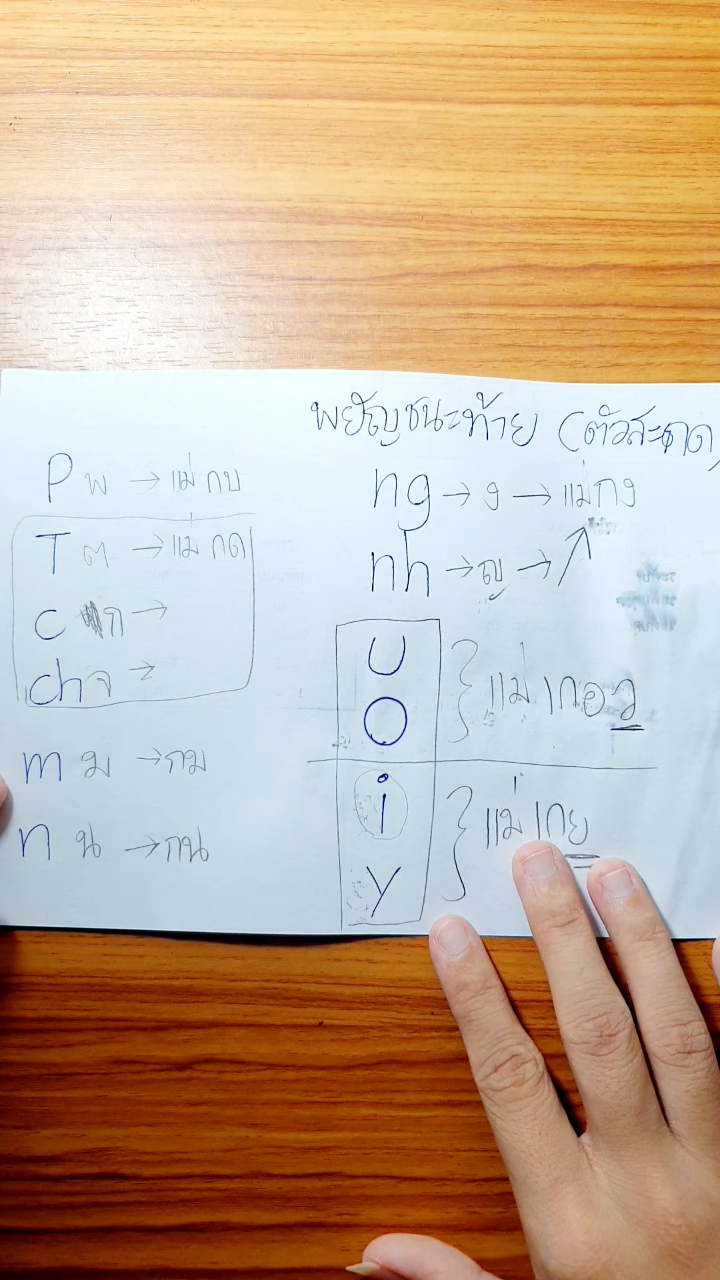 พยัญชนะท้าย (ตัวสะกด)
P พ → แม่ กบ
T ต → แม่ กด
c ก →
ch จ →
m ม → กม
n น → กน
ng → ง → แม่กง
nh → ญ →
U
O
แม่ เกอว
i
y
แม่ เกย